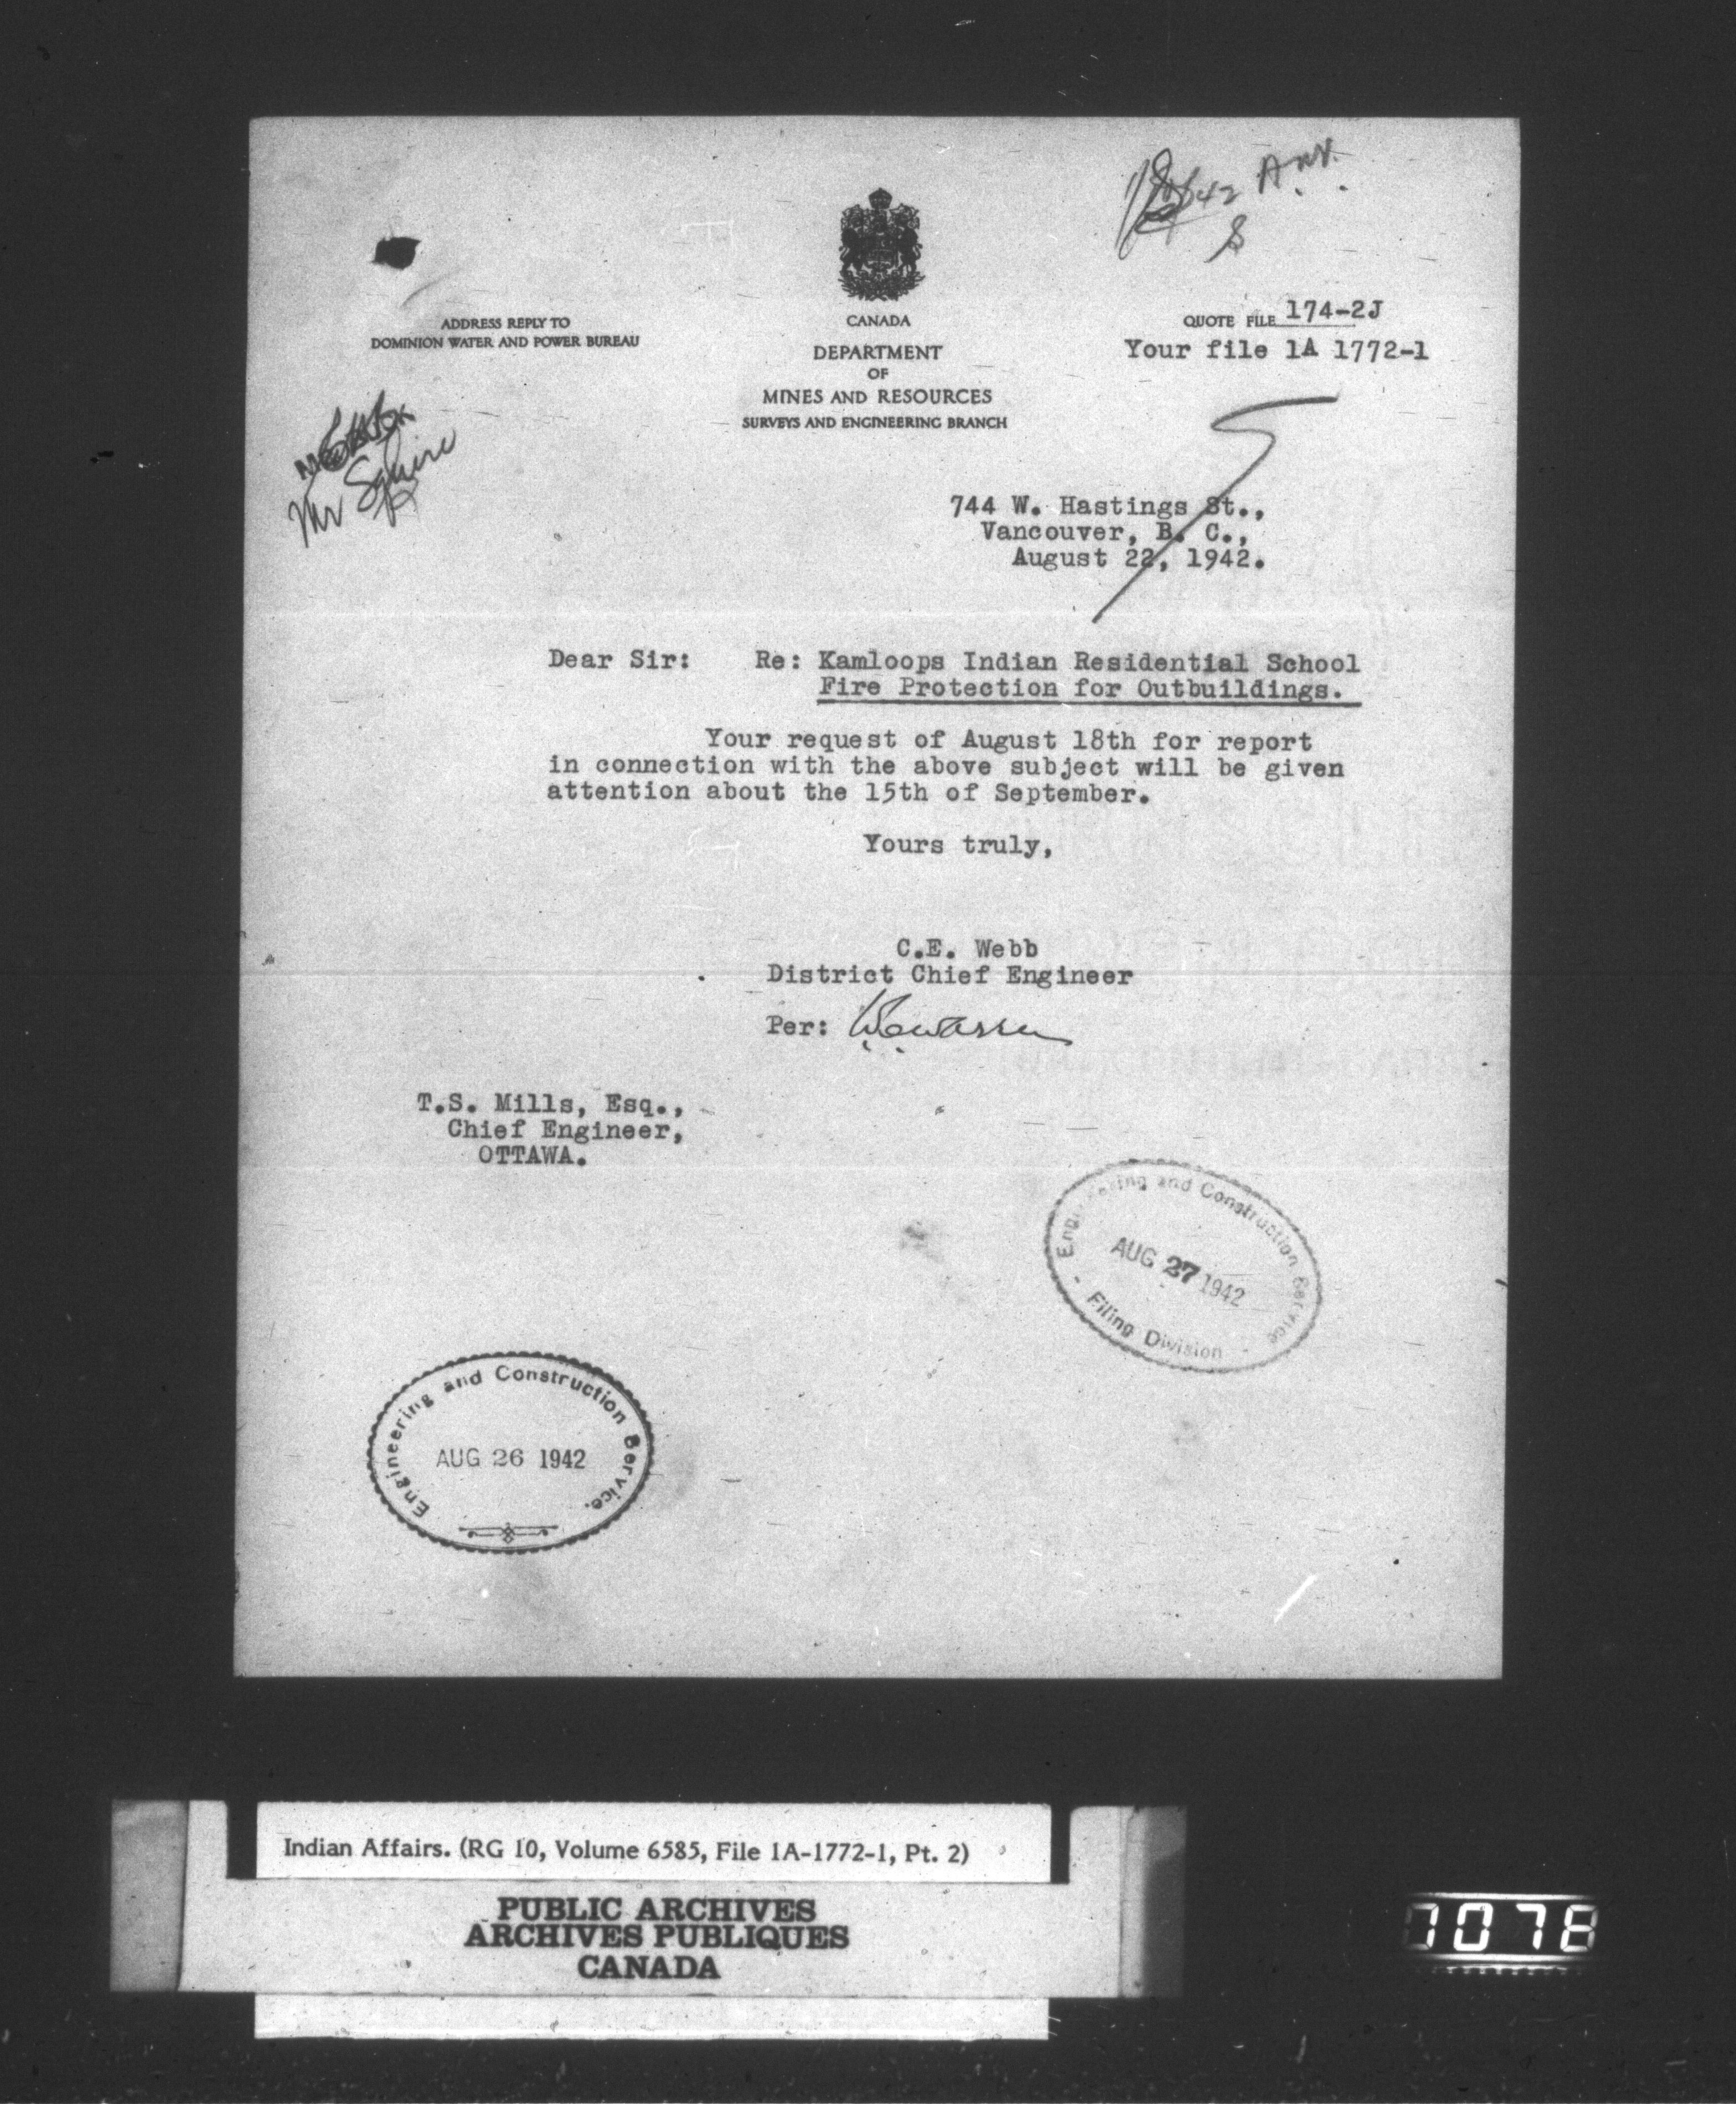 42
ADDRESS REPLY TO
DOMINION WATER AND POWER BUREAU
CANADA
DEPARTMENT
OF
MINES AND RESOURCES
SURVEYS AND ENGINEERING BRANCH
QUOTE FILE 174-2J
Your file 1A 1772-1
Mr Squire
744 W. Hastings St.,
Vancouver, B. C.,
August 22, 1942.
Dear Sir: Re: Kamloops Indian Residential School
Fire Protection for Outbuildings.
Your request of August 18th for report
in connection with the above subject will be given
attention about the 15th of September.
Yours truly,
C.E. Webb
District Chief Engineer
Per:
T.S. Mills, Esq.,
Chief Engineer,
OTTAWA.
Engineering and Construction Service
AUG 27 1942
- Filing Division -
Engineering and Construction Service.
AUG 26 1942
Indian Affairs. (RG 10, Volume 6585, File 1A-1772-1, Pt. 2)
PUBLIC ARCHIVES
ARCHIVES PUBLIQUES
CANADA
7078